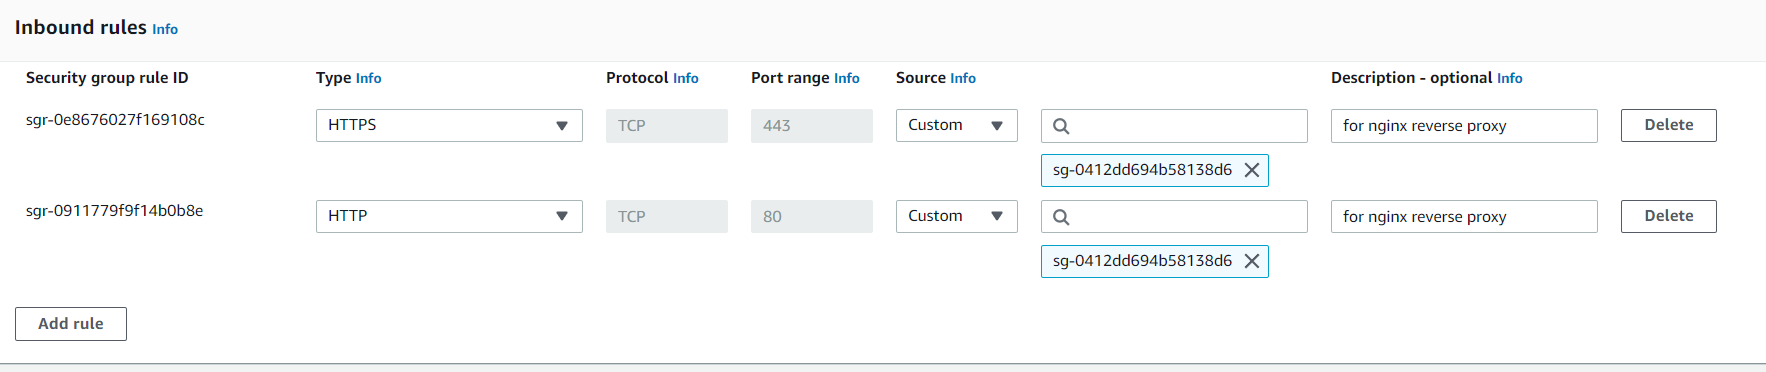 Inbound rules Info
Security group rule ID Type Info Protocol Info Port range Info Source Info Description - optional Info
sgr-0e8676027f169108c HTTPS TCP 443 Custom for nginx reverse proxy Delete
sg-0412dd694b58138d6
sgr-0911779f9f14b0b8e HTTP TCP 80 Custom for nginx reverse proxy Delete
sg-0412dd694b58138d6
Add rule